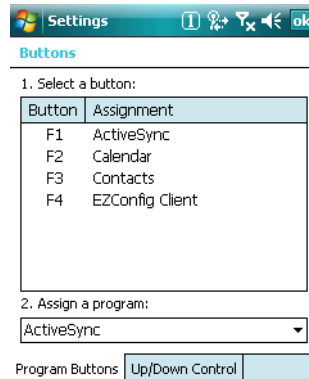 Settings 1 ok
Buttons
1. Select a button:
Button Assignment
F1 ActiveSync
F2 Calendar
F3 Contacts
F4 EZConfig Client
2. Assign a program:
ActiveSync
Program Buttons Up/Down Control